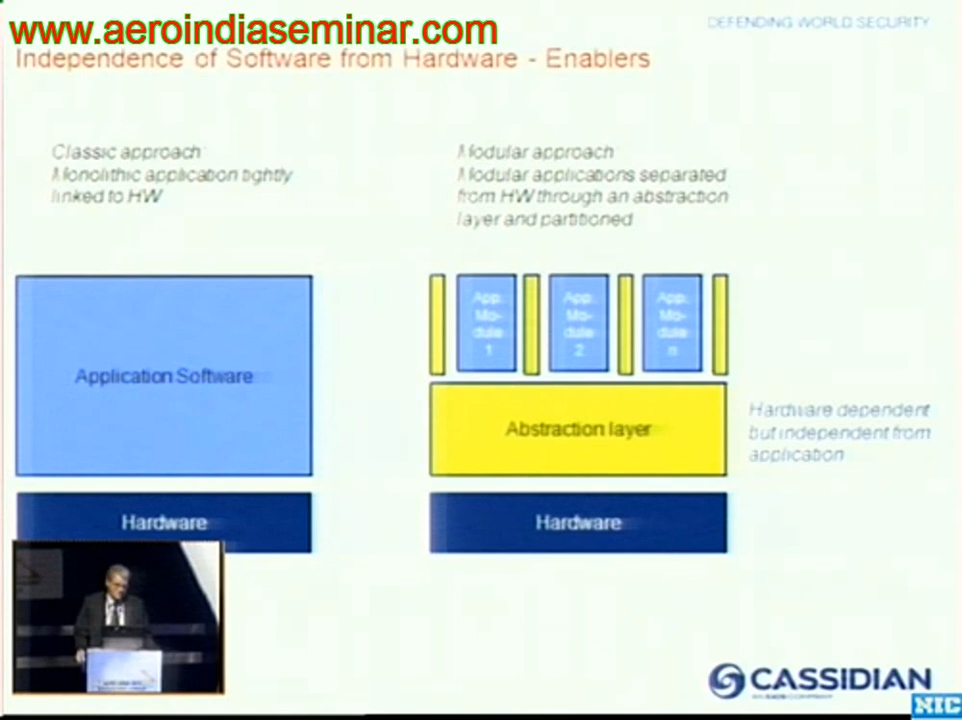 www.aeroindiaseminar.com
DEFENDING WORLD SECURITY
Independence of Software from Hardware - Enablers
Classic approach
Monolithic application tightly
linked to HW
Modular approach
Modular applications separated
from HW through an abstraction
layer and partitioned
App.
Mo-
dule
1
App.
Mo-
dule
2
App.
Mo-
dule
n
Application Software
Abstraction layer
Hardware dependent
but independent from
application
Hardware
Hardware
CASSIDIAN
AN EADS COMPANY
NIC